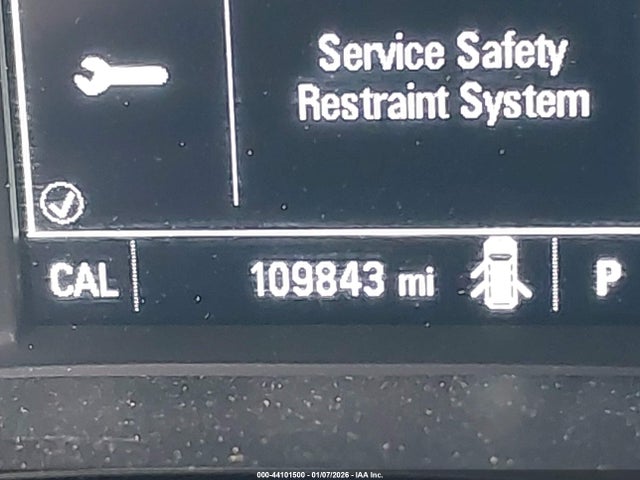 Service Safety
Restraint System
CAL 109843 mi P
000-44101500 - 01/07/2026 - IAA Inc.